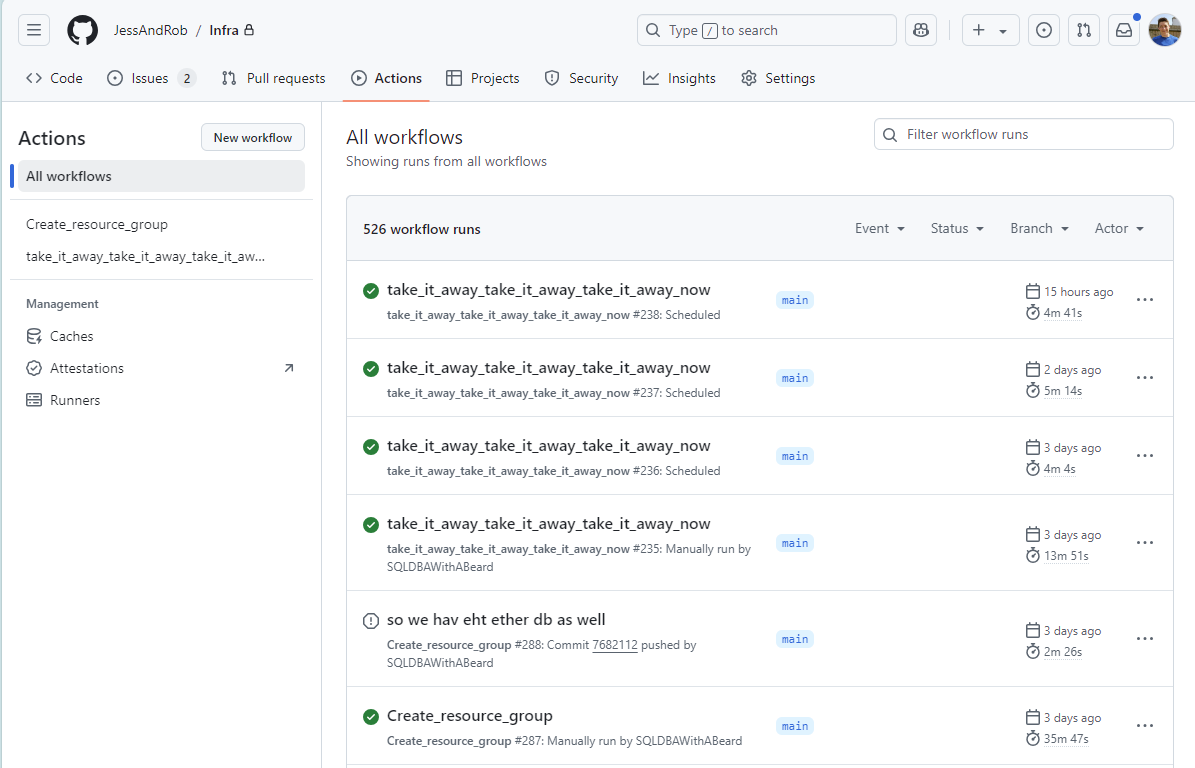 JessAndRob / Infra
Type / to search
Code
Issues 2
Pull requests
Actions
Projects
Security
Insights
Settings
Actions
New workflow
All workflows
Create_resource_group
take_it_away_take_it_away_take_it_aw...
Management
Caches
Attestations
Runners
All workflows
Showing runs from all workflows
Filter workflow runs
526 workflow runs
Event
Status
Branch
Actor
take_it_away_take_it_away_take_it_away_now
take_it_away_take_it_away_take_it_away_now #238: Scheduled
main
15 hours ago
4m 41s
take_it_away_take_it_away_take_it_away_now
take_it_away_take_it_away_take_it_away_now #237: Scheduled
main
2 days ago
5m 14s
take_it_away_take_it_away_take_it_away_now
take_it_away_take_it_away_take_it_away_now #236: Scheduled
main
3 days ago
4m 4s
take_it_away_take_it_away_take_it_away_now
take_it_away_take_it_away_take_it_away_now #235: Manually run by
SQLDBAWithABeard
main
3 days ago
13m 51s
so we hav eht ether db as well
Create_resource_group #288: Commit 7682112 pushed by
SQLDBAWithABeard
main
3 days ago
2m 26s
Create_resource_group
Create_resource_group #287: Manually run by SQLDBAWithABeard
main
3 days ago
35m 47s